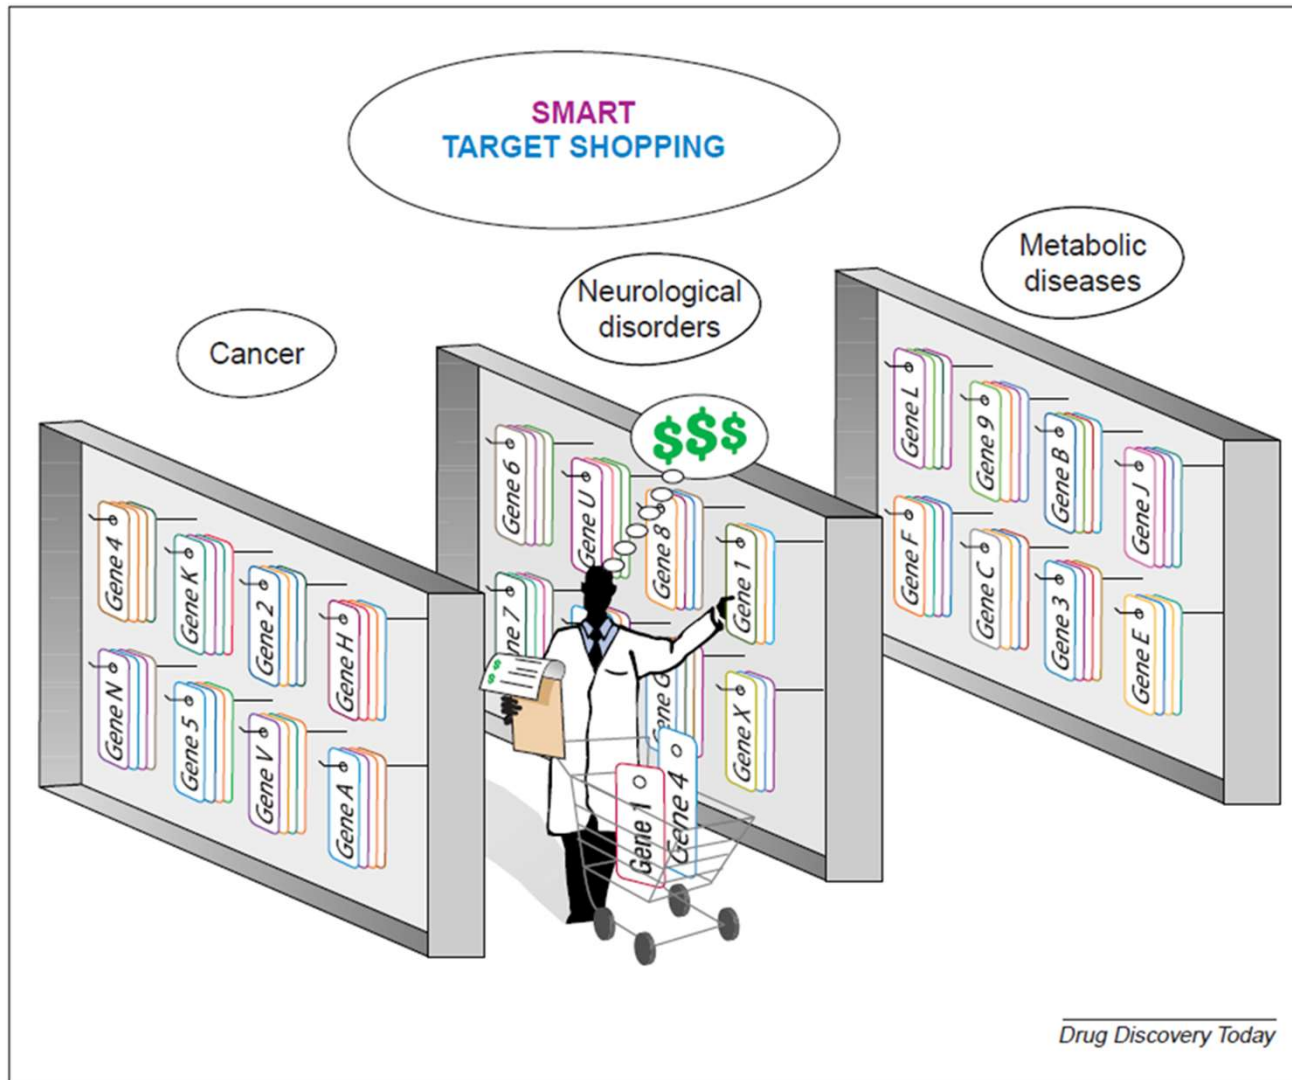 SMART
TARGET SHOPPING
Metabolic
diseases
Neurological
disorders
Cancer
$$$
Gene L
Gene 9
Gene B
Gene J
Gene F
Gene C
Gene 3
Gene E
Gene 6
Gene U
Gene 8
Gene 1
Gene X
Gene 4
Gene K
Gene 2
Gene H
Gene N
Gene 5
Gene V
Gene A
$
$
Gene 1
Gene 4
Drug Discovery Today